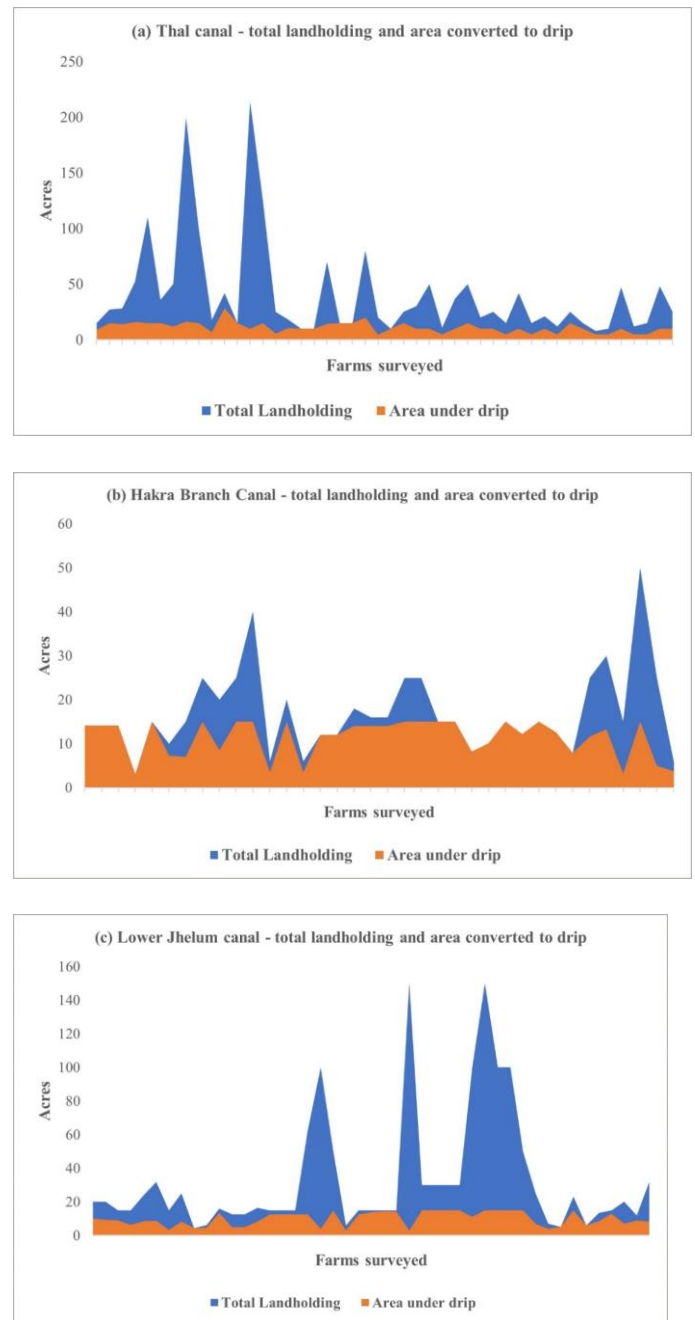 (a) Thal canal - total landholding and area converted to drip
250
200
150
100
50
0
Acres
Farms surveyed
Total Landholding
Area under drip
(b) Hakra Branch Canal - total landholding and area converted to drip
60
50
40
30
20
10
0
Acres
Farms surveyed
Total Landholding
Area under drip
(c) Lower Jhelum canal - total landholding and area converted to drip
160
140
120
100
80
60
40
20
0
Acres
Farms surveyed
Total Landholding
Area under drip